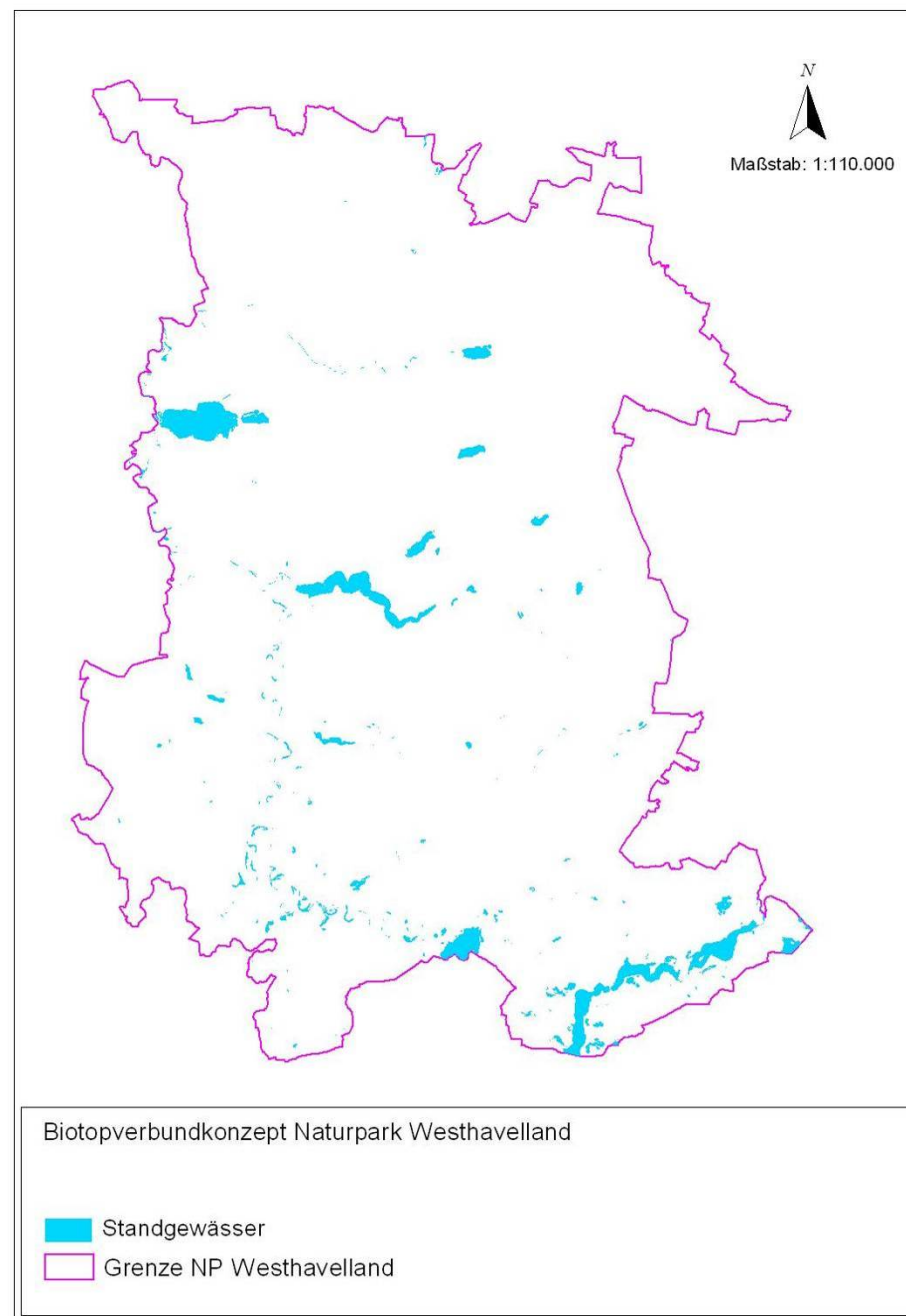 N
Maßstab: 1:110.000
Biotopverbundkonzept Naturpark Westhavelland
Standgewässer
Grenze NP Westhavelland